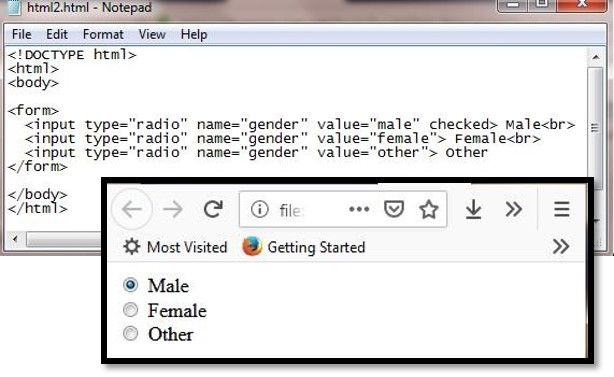 html2.html - Notepad
File Edit Format View Help
<!DOCTYPE html>
<html>
<body>
<form>
<input type="radio" name="gender" value="male" checked> Male<br>
<input type="radio" name="gender" value="female"> Female<br>
<input type="radio" name="gender" value="other"> Other
</form>
</body>
</html>
file:
Most Visited Getting Started
Male
Female
Other